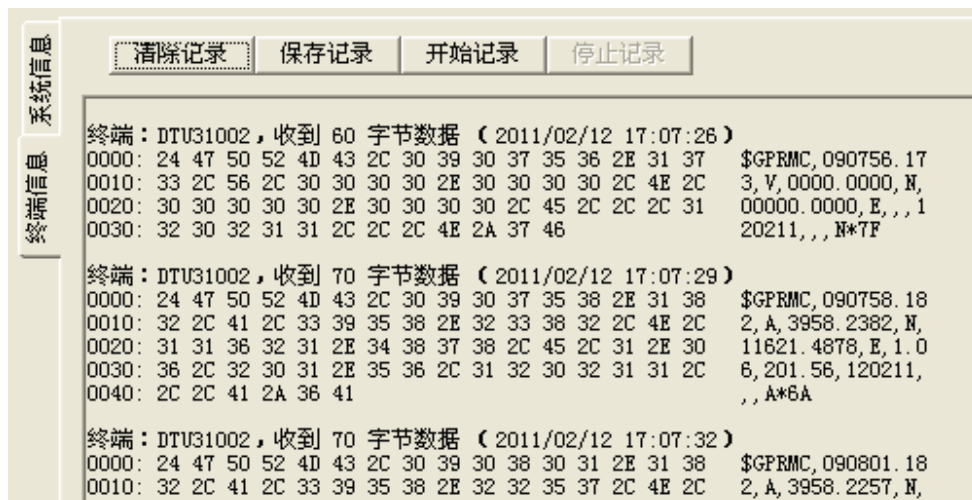 系统信息
终端信息
清除记录 保存记录 开始记录 停止记录
终端：DTU31002，收到 60 字节数据 （2011/02/12 17:07:26）
0000: 24 47 50 52 4D 43 2C 30 39 30 37 35 36 2E 31 37 $GPRMC,090756.17
0010: 33 2C 56 2C 30 30 30 30 2E 30 30 30 30 2C 4E 2C 3,V,0000.0000,N,
0020: 30 30 30 30 30 2E 30 30 30 30 2C 45 2C 2C 2C 31 00000.0000,E,,,1
0030: 32 30 32 31 31 2C 2C 2C 4E 2A 37 46 20211,,,N*7F
终端：DTU31002，收到 70 字节数据 （2011/02/12 17:07:29）
0000: 24 47 50 52 4D 43 2C 30 39 30 37 35 38 2E 31 38 $GPRMC,090758.18
0010: 32 2C 41 2C 33 39 35 38 2E 32 33 38 32 2C 4E 2C 2,A,3958.2382,N,
0020: 31 31 36 32 31 2E 34 38 37 38 2C 45 2C 31 2E 30 11621.4878,E,1.0
0030: 36 2C 32 30 31 2E 35 36 2C 31 32 30 32 31 31 2C 6,201.56,120211,
0040: 2C 2C 41 2A 36 41 ,,A*6A
终端：DTU31002，收到 70 字节数据 （2011/02/12 17:07:32）
0000: 24 47 50 52 4D 43 2C 30 39 30 38 30 31 2E 31 38 $GPRMC,090801.18
0010: 32 2C 41 2C 33 39 35 38 2E 32 32 35 37 2C 4E 2C 2,A,3958.2257,N,